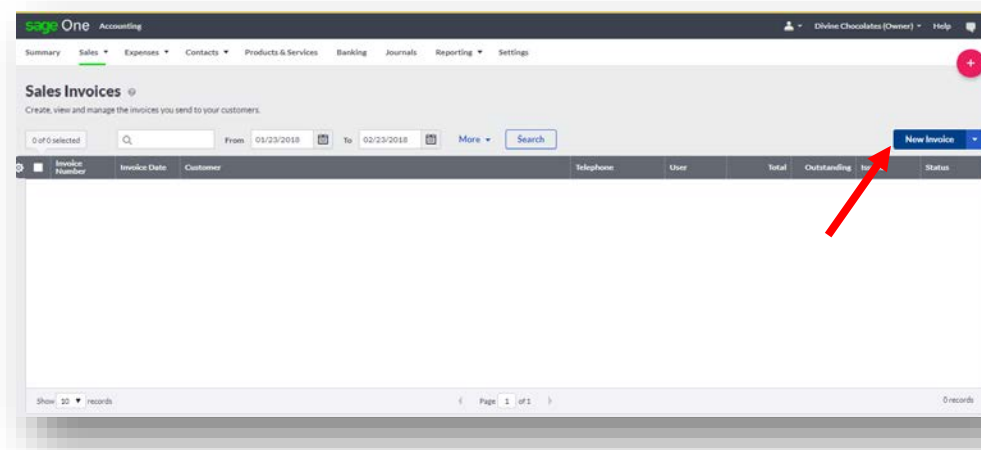 sage One Accounting Divine Chocolates (Owner) Help
Summary Sales Expenses Contacts Products & Services Banking Journals Reporting Settings
+
Sales Invoices
Create, view and manage the invoices you send to your customers.
0 of 0 selected From 01/23/2018 To 02/23/2018 More Search New Invoice
Invoice Number Invoice Date Customer Telephone User Total Outstanding Status
Show 10 records Page 1 of 1 0 records